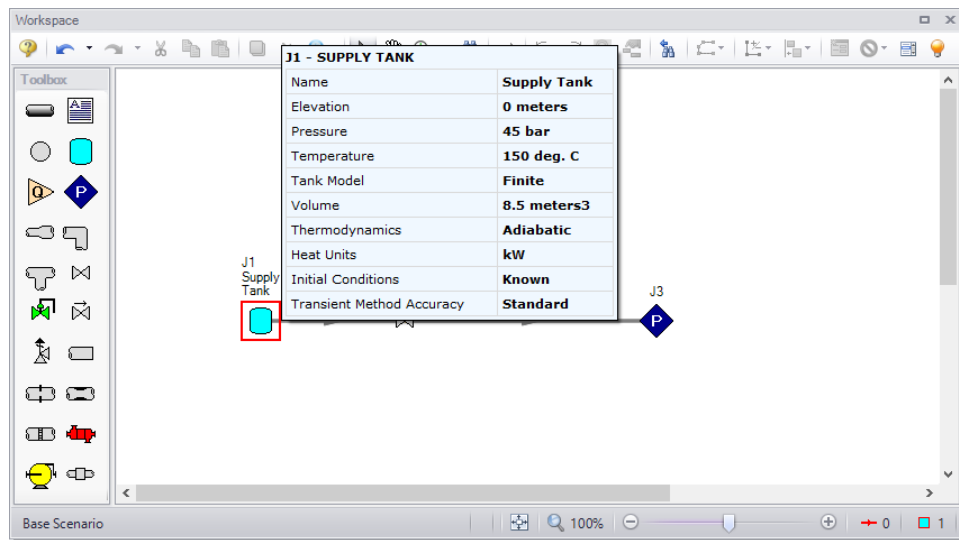 Workspace
Toolbox
A
Q
P
J1 - SUPPLY TANK
Name Supply Tank
Elevation 0 meters
Pressure 45 bar
Temperature 150 deg. C
Tank Model Finite
Volume 8.5 meters3
Thermodynamics Adiabatic
Heat Units kW
Initial Conditions Known
Transient Method Accuracy Standard
J1
Supply
Tank
J3
P
Base Scenario 100% 0 1